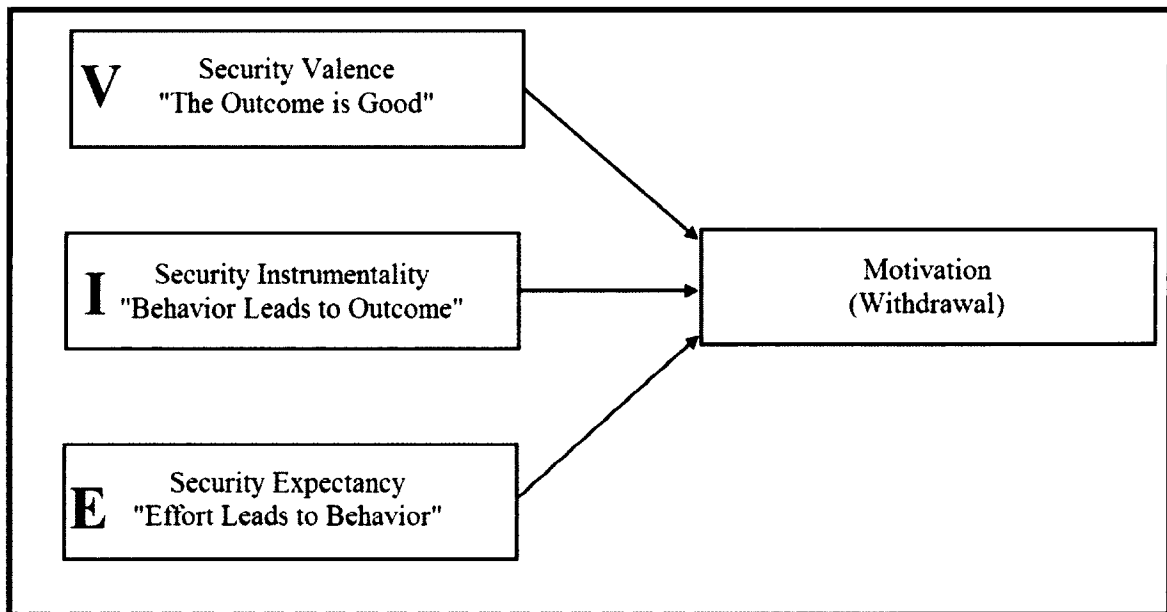 V
Security Valence
"The Outcome is Good"
I
Security Instrumentality
"Behavior Leads to Outcome"
Motivation
(Withdrawal)
E
Security Expectancy
"Effort Leads to Behavior"